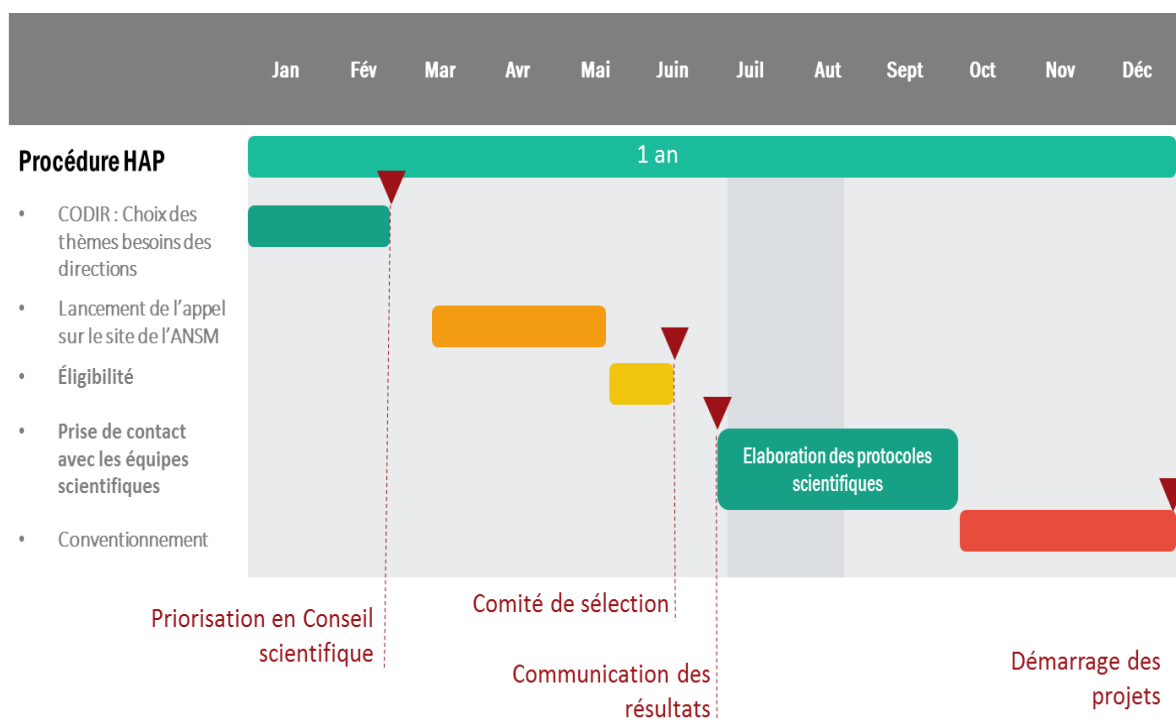 Jan Fév Mar Avr Mai Juin Juil Aut Sept Oct Nov Déc
Procédure HAP
1 an
• CODIR : Choix des
thèmes besoins des
directions
• Lancement de l'appel
sur le site de l'ANSM
• Éligibilité
• Prise de contact
avec les équipes
scientifiques
Elaboration des protocoles
scientifiques
• Conventionnement
Priorisation en Conseil
scientifique
Comité de sélection
Communication des
résultats
Démarrage des
projets